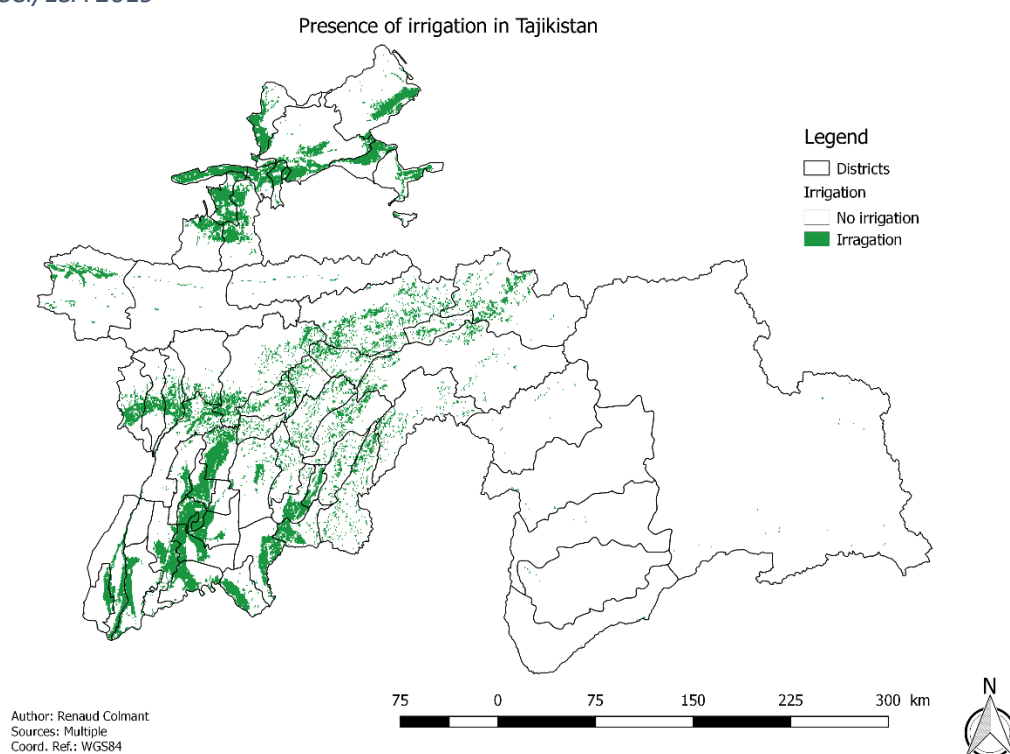 Presence of irrigation in Tajikistan
Legend
Districts
Irrigation
No irrigation
Irragation
75 0 75 150 225 300 km
N
Author: Renaud Colmant
Sources: Multiple
Coord. Ref.: WGS84